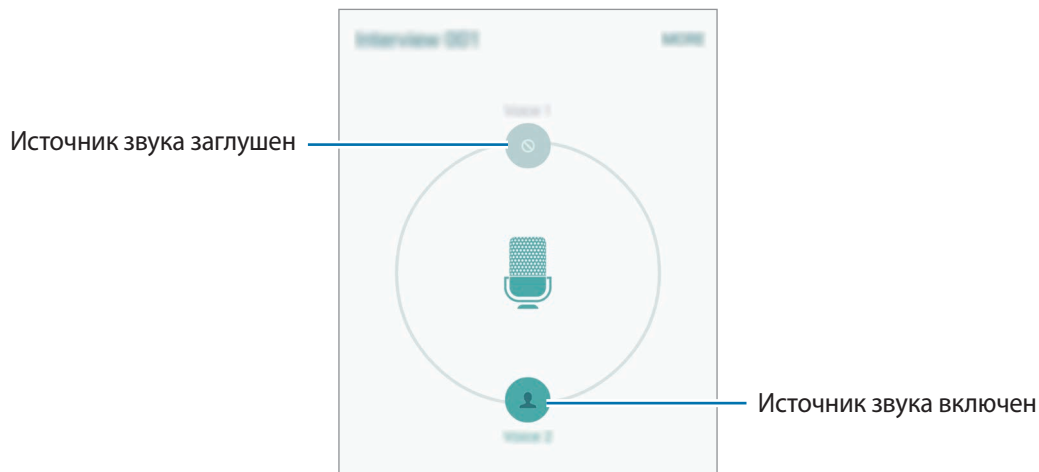 Interview 001
MORE
Voice 1
Источник звука заглушен
Источник звука включен
Voice 2